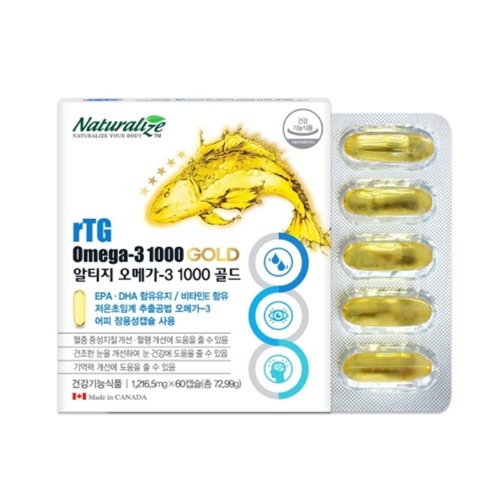 Naturalize
NATURALIZE YOUR BODY TM
건강
기능식품
rTG
Omega-3 1000 GOLD
알티지 오메가-3 1000 골드
EPA · DHA 함유유지 / 비타민E 함유
저온초임계 추출공법 오메가-3
어피 장용성캡슐 사용
혈중 중성지질 개선 · 혈행 개선에 도움을 줄 수 있음
건조한 눈을 개선하여 눈 건강에 도움을 줄 수 있음
기억력 개선에 도움을 줄 수 있음
건강기능식품 | 1,216.5mg × 60캡슐(총 72.99g)
Made in CANADA